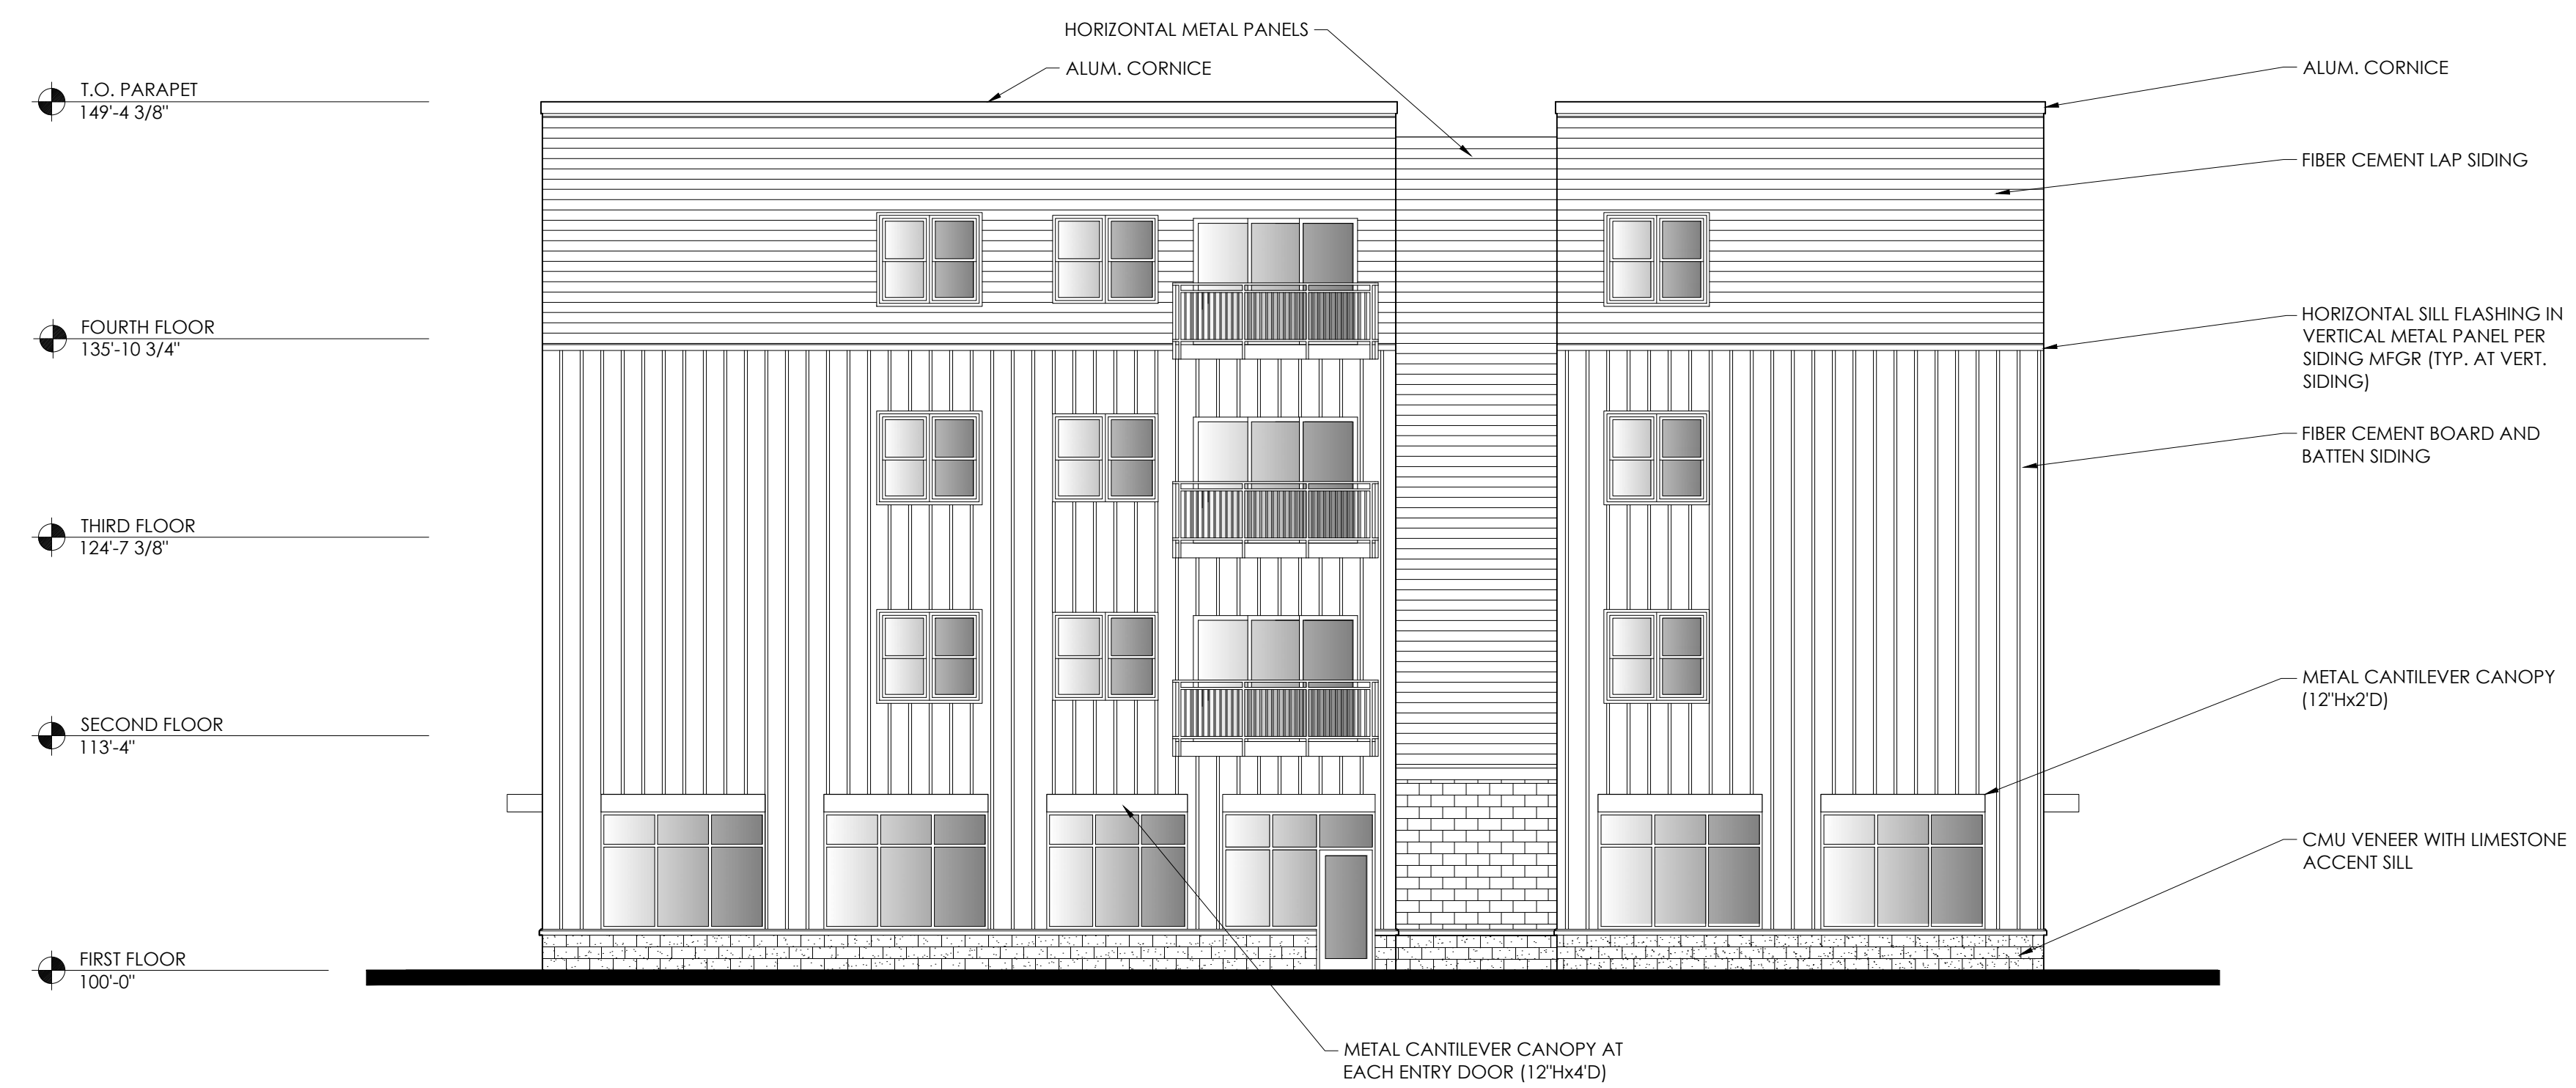 HORIZONTAL METAL PANELS
ALUM. CORNICE
ALUM. CORNICE
T.O. PARAPET
149'-4 3/8"
FIBER CEMENT LAP SIDING
FOURTH FLOOR
135'-10 3/4"
HORIZONTAL SILL FLASHING IN
VERTICAL METAL PANEL PER
SIDING MFGR (TYP. AT VERT.
SIDING)
FIBER CEMENT BOARD AND
BATTEN SIDING
THIRD FLOOR
124'-7 3/8"
METAL CANTILEVER CANOPY
(12"Hx2'D)
SECOND FLOOR
113'-4"
CMU VENEER WITH LIMESTONE
ACCENT SILL
FIRST FLOOR
100'-0"
METAL CANTILEVER CANOPY AT
EACH ENTRY DOOR (12"Hx4'D)